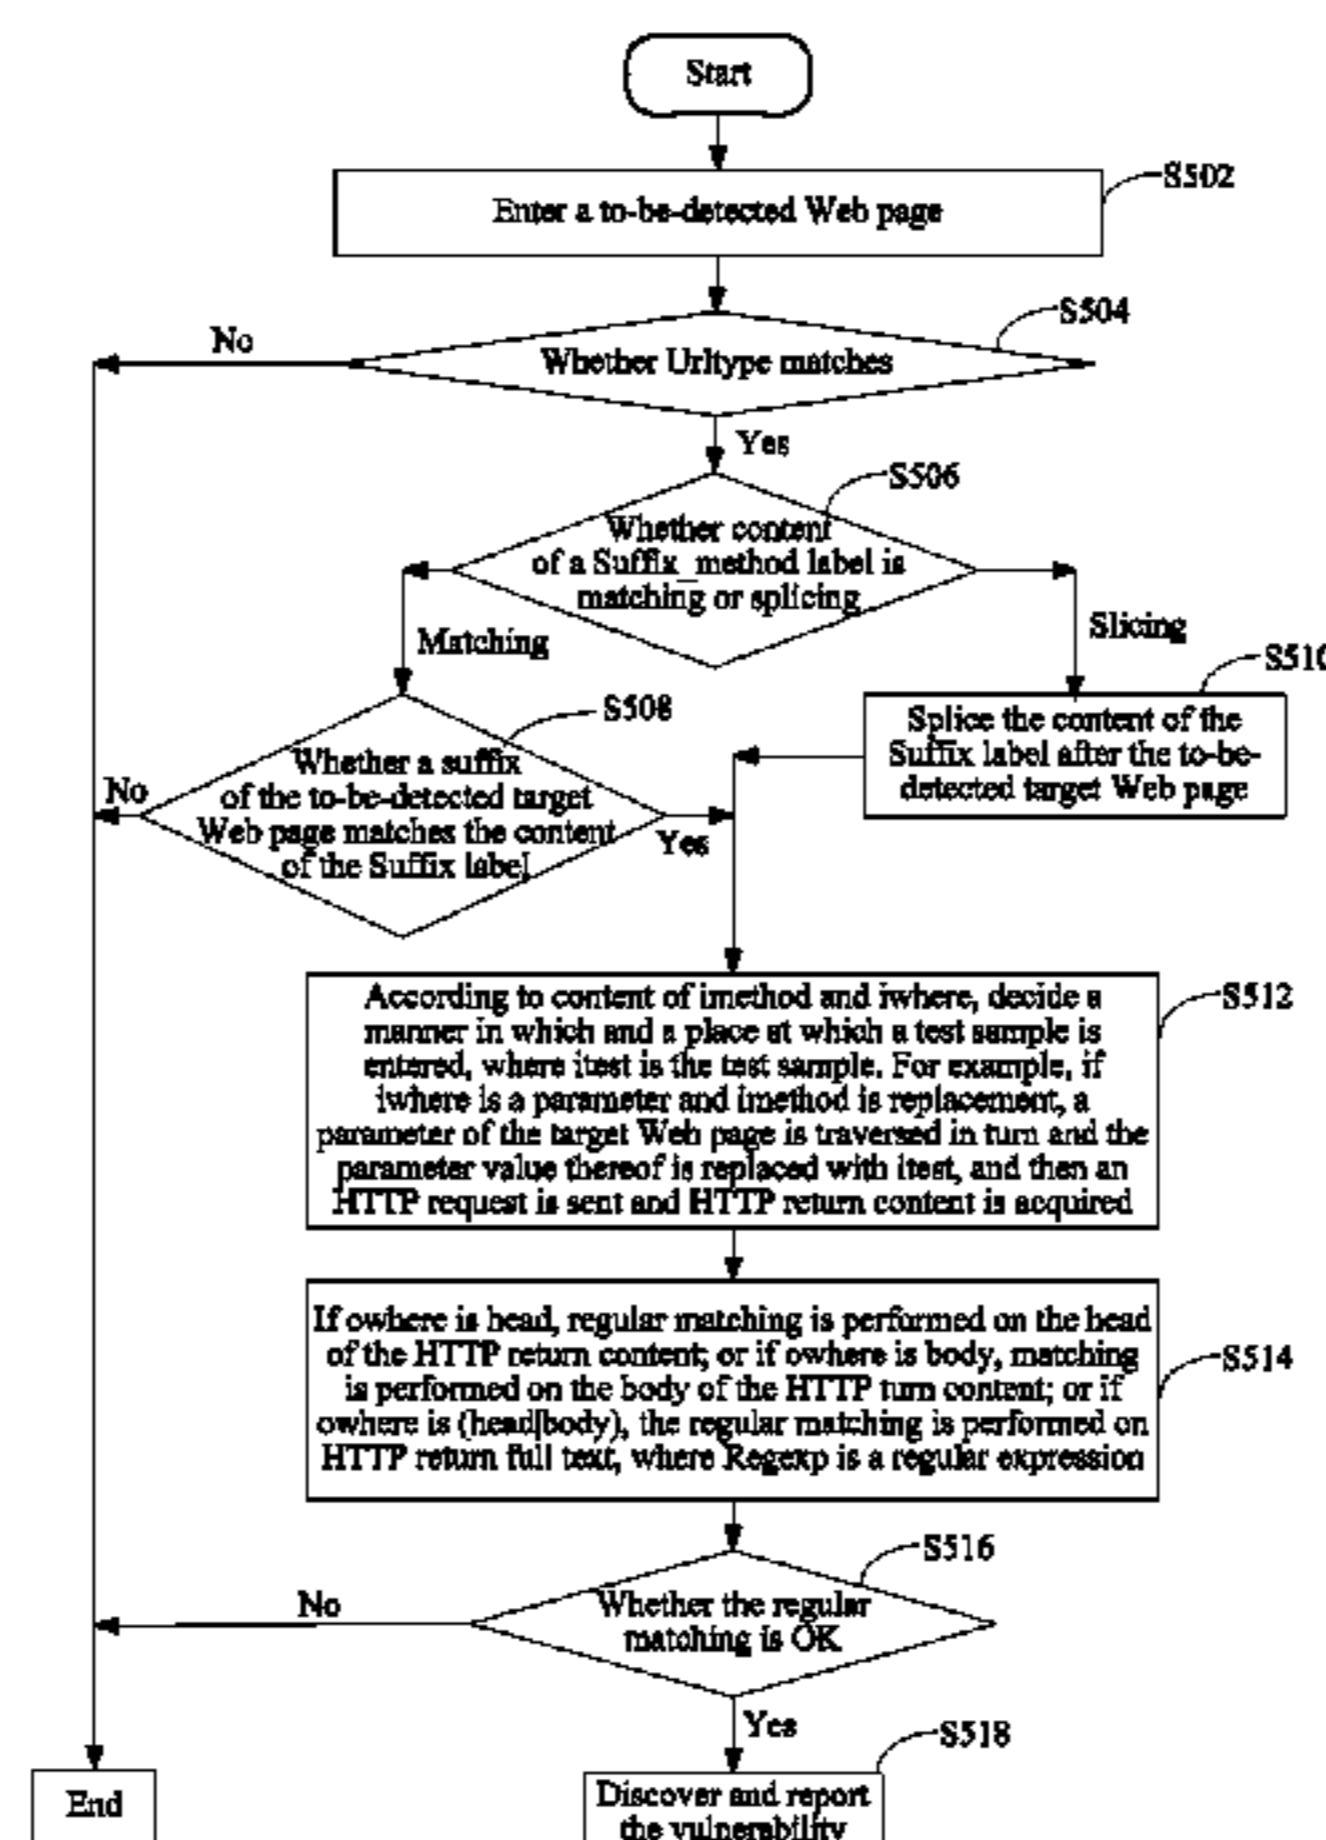 Start
S502
Enter a to-be-detected Web page
S504
No
Whether Urltype matches
Yes
S506
Whether content
of a Suffix_method label is
matching or splicing
Matching
Slicing
S510
S508
Splice the content of the
Suffix label after the to-be-
detected target Web page
Whether a suffix
of the to-be-detected target
Web page matches the content
of the Suffix label
No
Yes
S512
According to content of imethod and iwhere, decide a
manner in which and a place at which a test sample is
entered, where itest is the test sample. For example, if
iwhere is a parameter and imethod is replacement, a
parameter of the target Web page is traversed in turn and the
parameter value thereof is replaced with itest, and then an
HTTP request is sent and HTTP return content is acquired
If owhere is head, regular matching is performed on the head
of the HTTP return content; or if owhere is body, matching
is performed on the body of the HTTP turn content; or if
owhere is (head|body), the regular matching is performed on
HTTP return full text, where Regexp is a regular expression
S514
S516
No
Whether the regular
matching is OK
Yes
S518
End
Discover and report
the vulnerability